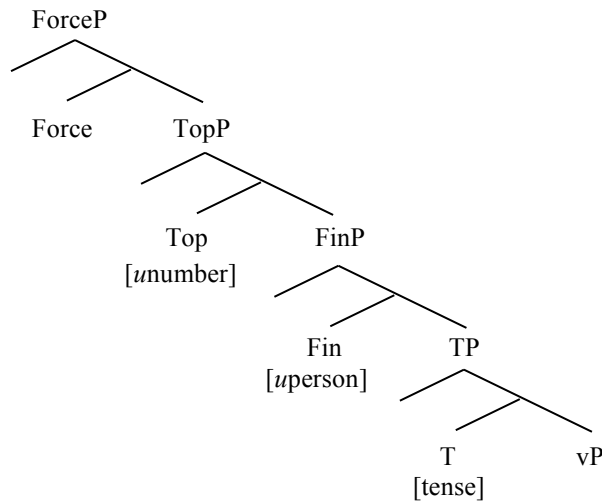 ForceP
Force TopP
Top FinP
[unumber]
Fin TP
[uperson]
T vP
[tense]